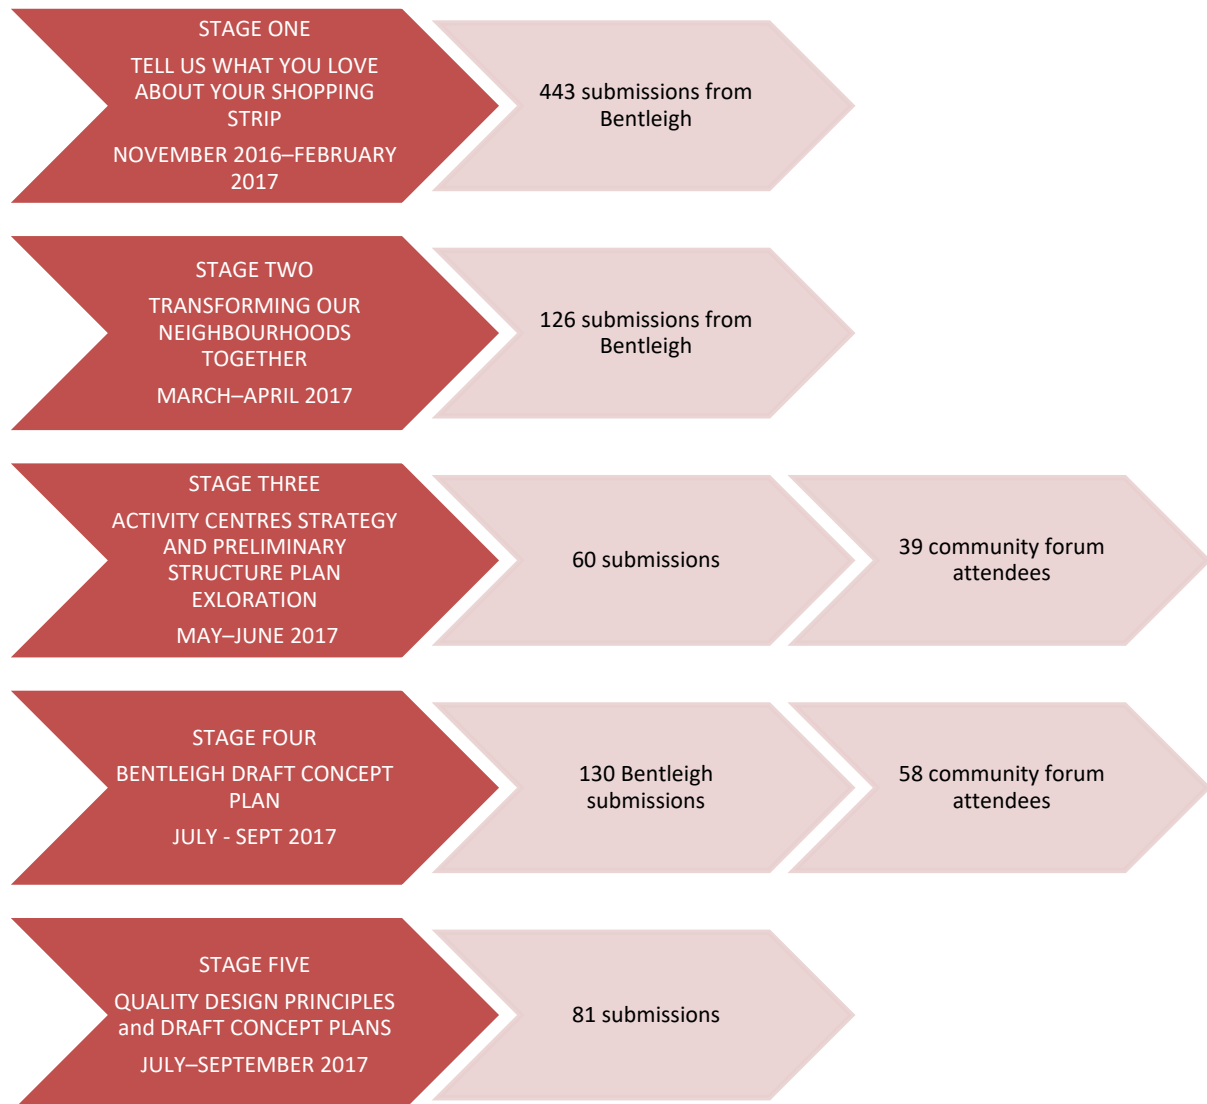 STAGE ONE
TELL US WHAT YOU LOVE
ABOUT YOUR SHOPPING
STRIP
NOVEMBER 2016–FEBRUARY
2017
443 submissions from
Bentleigh
STAGE TWO
TRANSFORMING OUR
NEIGHBOURHOODS
TOGETHER
MARCH–APRIL 2017
126 submissions from
Bentleigh
STAGE THREE
ACTIVITY CENTRES STRATEGY
AND PRELIMINARY
STRUCTURE PLAN
EXLORATION
MAY–JUNE 2017
60 submissions
39 community forum
attendees
STAGE FOUR
BENTLEIGH DRAFT CONCEPT
PLAN
JULY - SEPT 2017
130 Bentleigh
submissions
58 community forum
attendees
STAGE FIVE
QUALITY DESIGN PRINCIPLES
and DRAFT CONCEPT PLANS
JULY–SEPTEMBER 2017
81 submissions